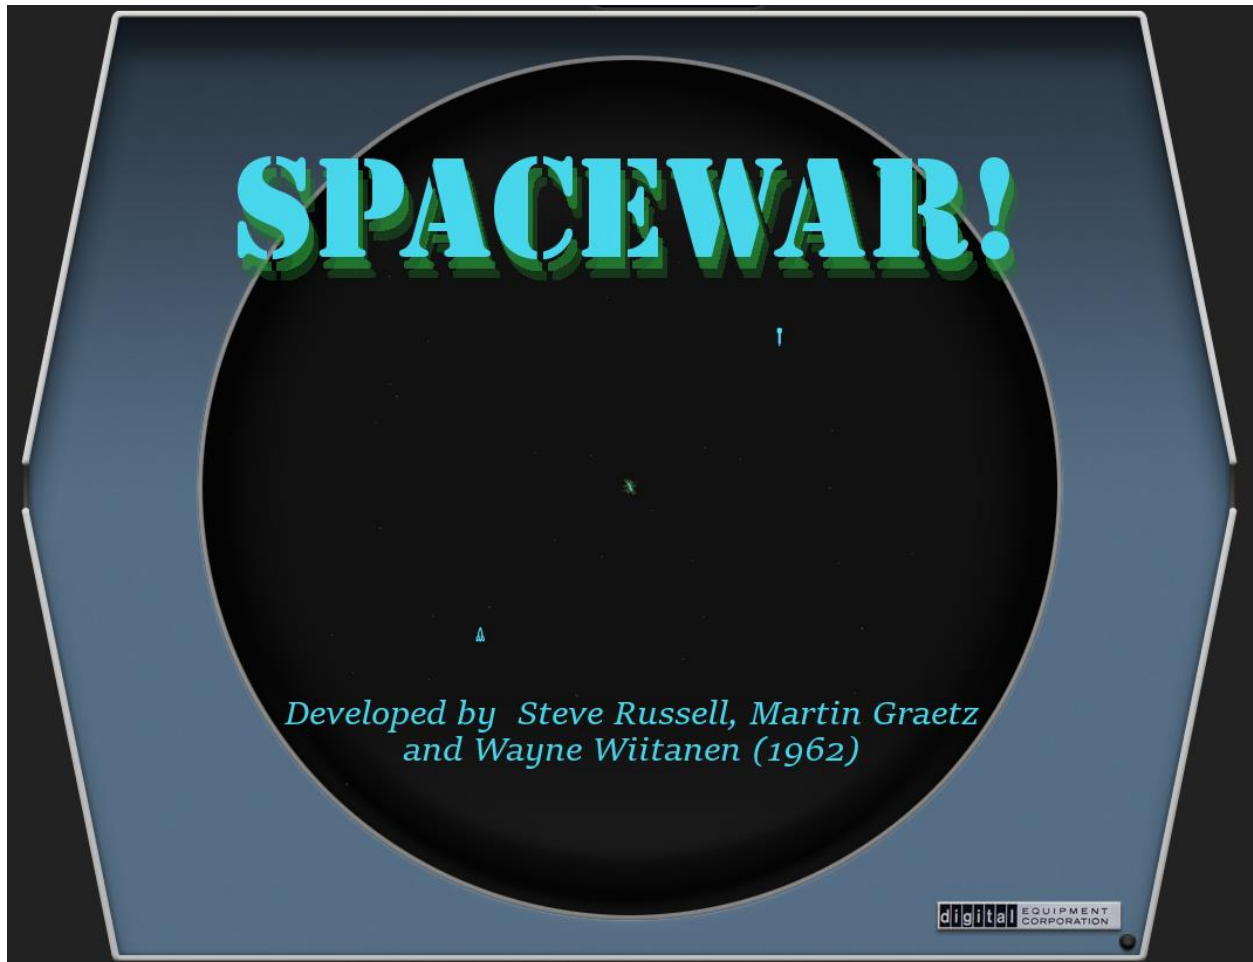 SPACEWAR!
Developed by Steve Russell, Martin Graetz
and Wayne Wiitanen (1962)
digital EQUIPMENT
CORPORATION